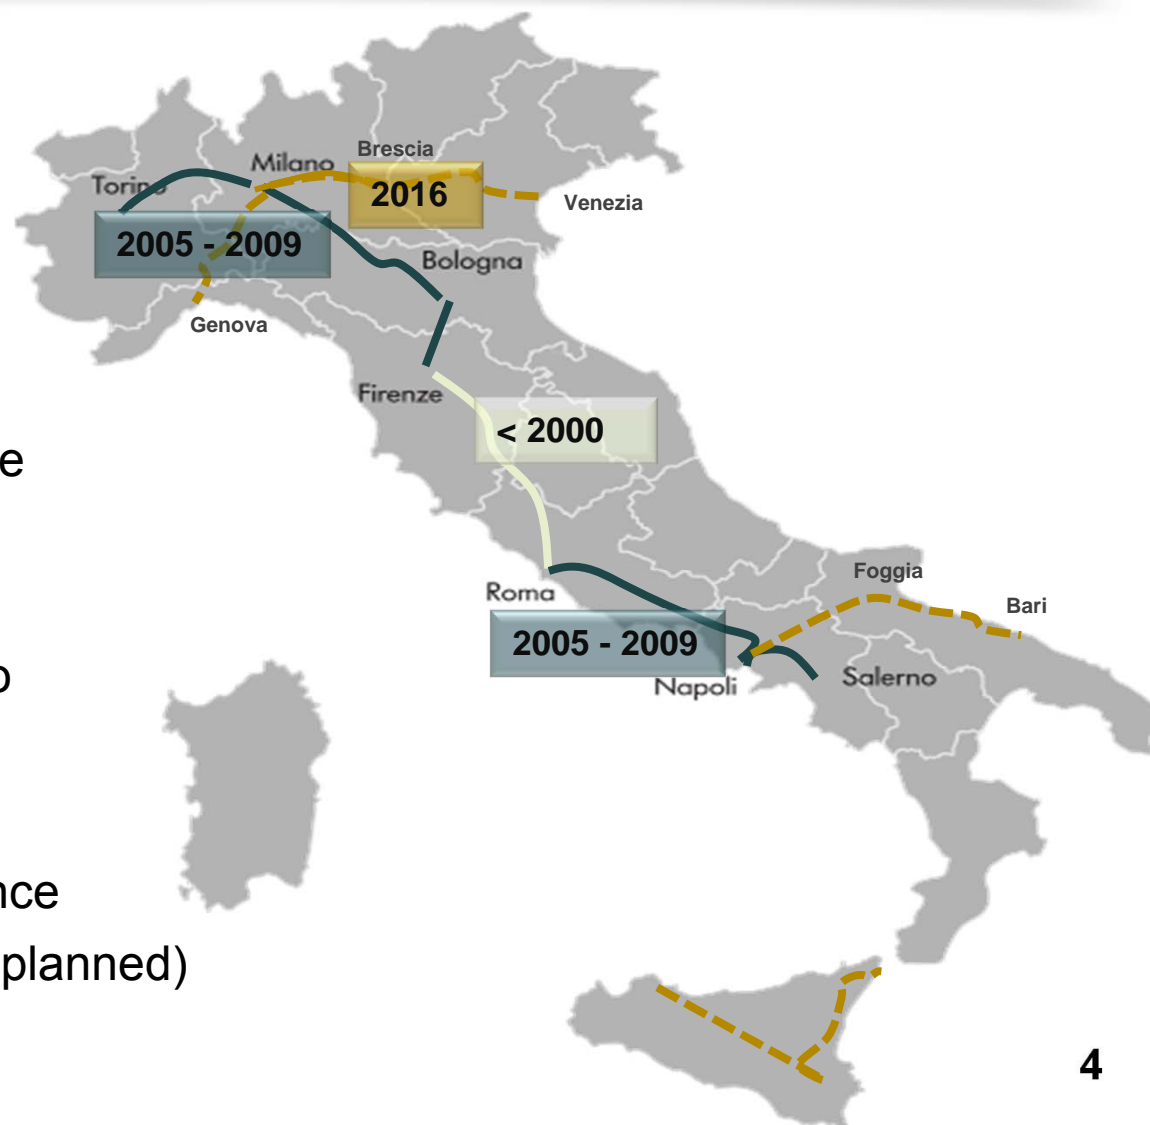 Brescia
Milano
Torino
2016
Venezia
2005 - 2009
Bologna
Genova
Firenze
< 2000
e
Foggia
Roma
Bari
2005 - 2009
o
Salerno
Napoli
nce
planned)
4